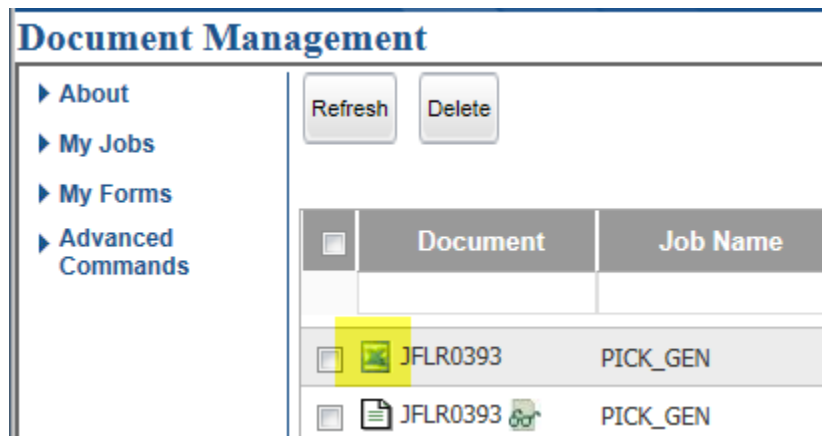 Document Management
About
My Jobs
My Forms
Advanced
Commands
Refresh
Delete
Document
Job Name
JFLR0393
PICK_GEN
JFLR0393
PICK_GEN